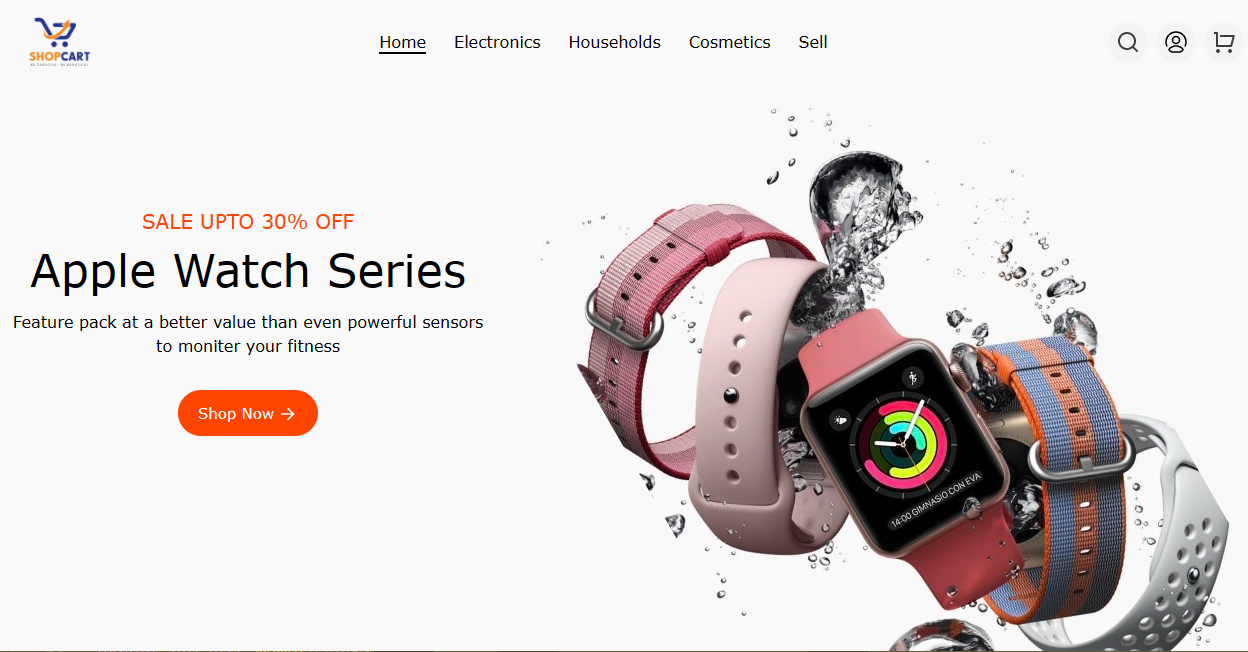 SHOPCART
BE CREATIVE - BE BEAUTIFUL
Home Electronics Households Cosmetics Sell
SALE UPTO 30% OFF
Apple Watch Series
Feature pack at a better value than even powerful sensors
to moniter your fitness
Shop Now
14:00 GIMNASIO CON EVA